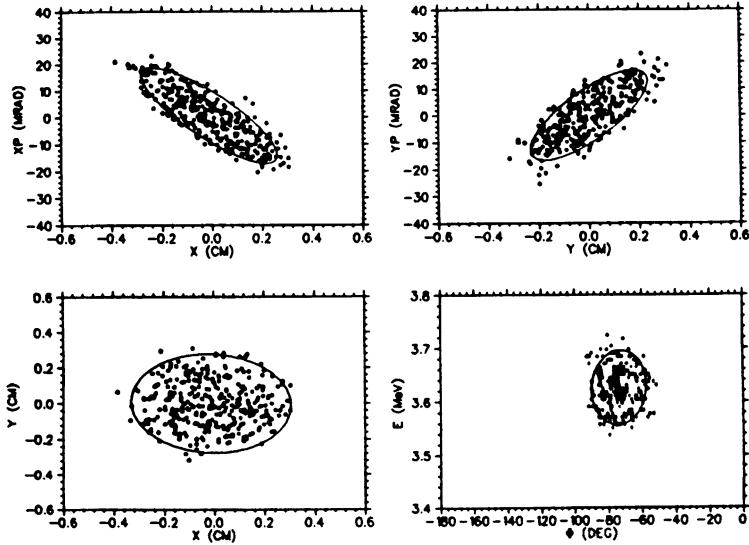 40
30
20
10
0
−10
−20
−30
−40
XP (MRAD)
−0.6 −0.4 −0.2 0.0 0.2 0.4 0.6
X (CM)
40
30
20
10
0
−10
−20
−30
−40
YP (MRAD)
−0.6 −0.4 −0.2 0.0 0.2 0.4 0.6
Y (CM)
0.6
0.4
0.2
0.0
−0.2
−0.4
−0.6
Y (CM)
−0.6 −0.4 −0.2 0.0 0.2 0.4 0.6
X (CM)
3.8
3.7
3.6
3.5
3.4
E (MeV)
−180 −160 −140 −120 −100 −80 −60 −40 −20 0
Φ (DEG)